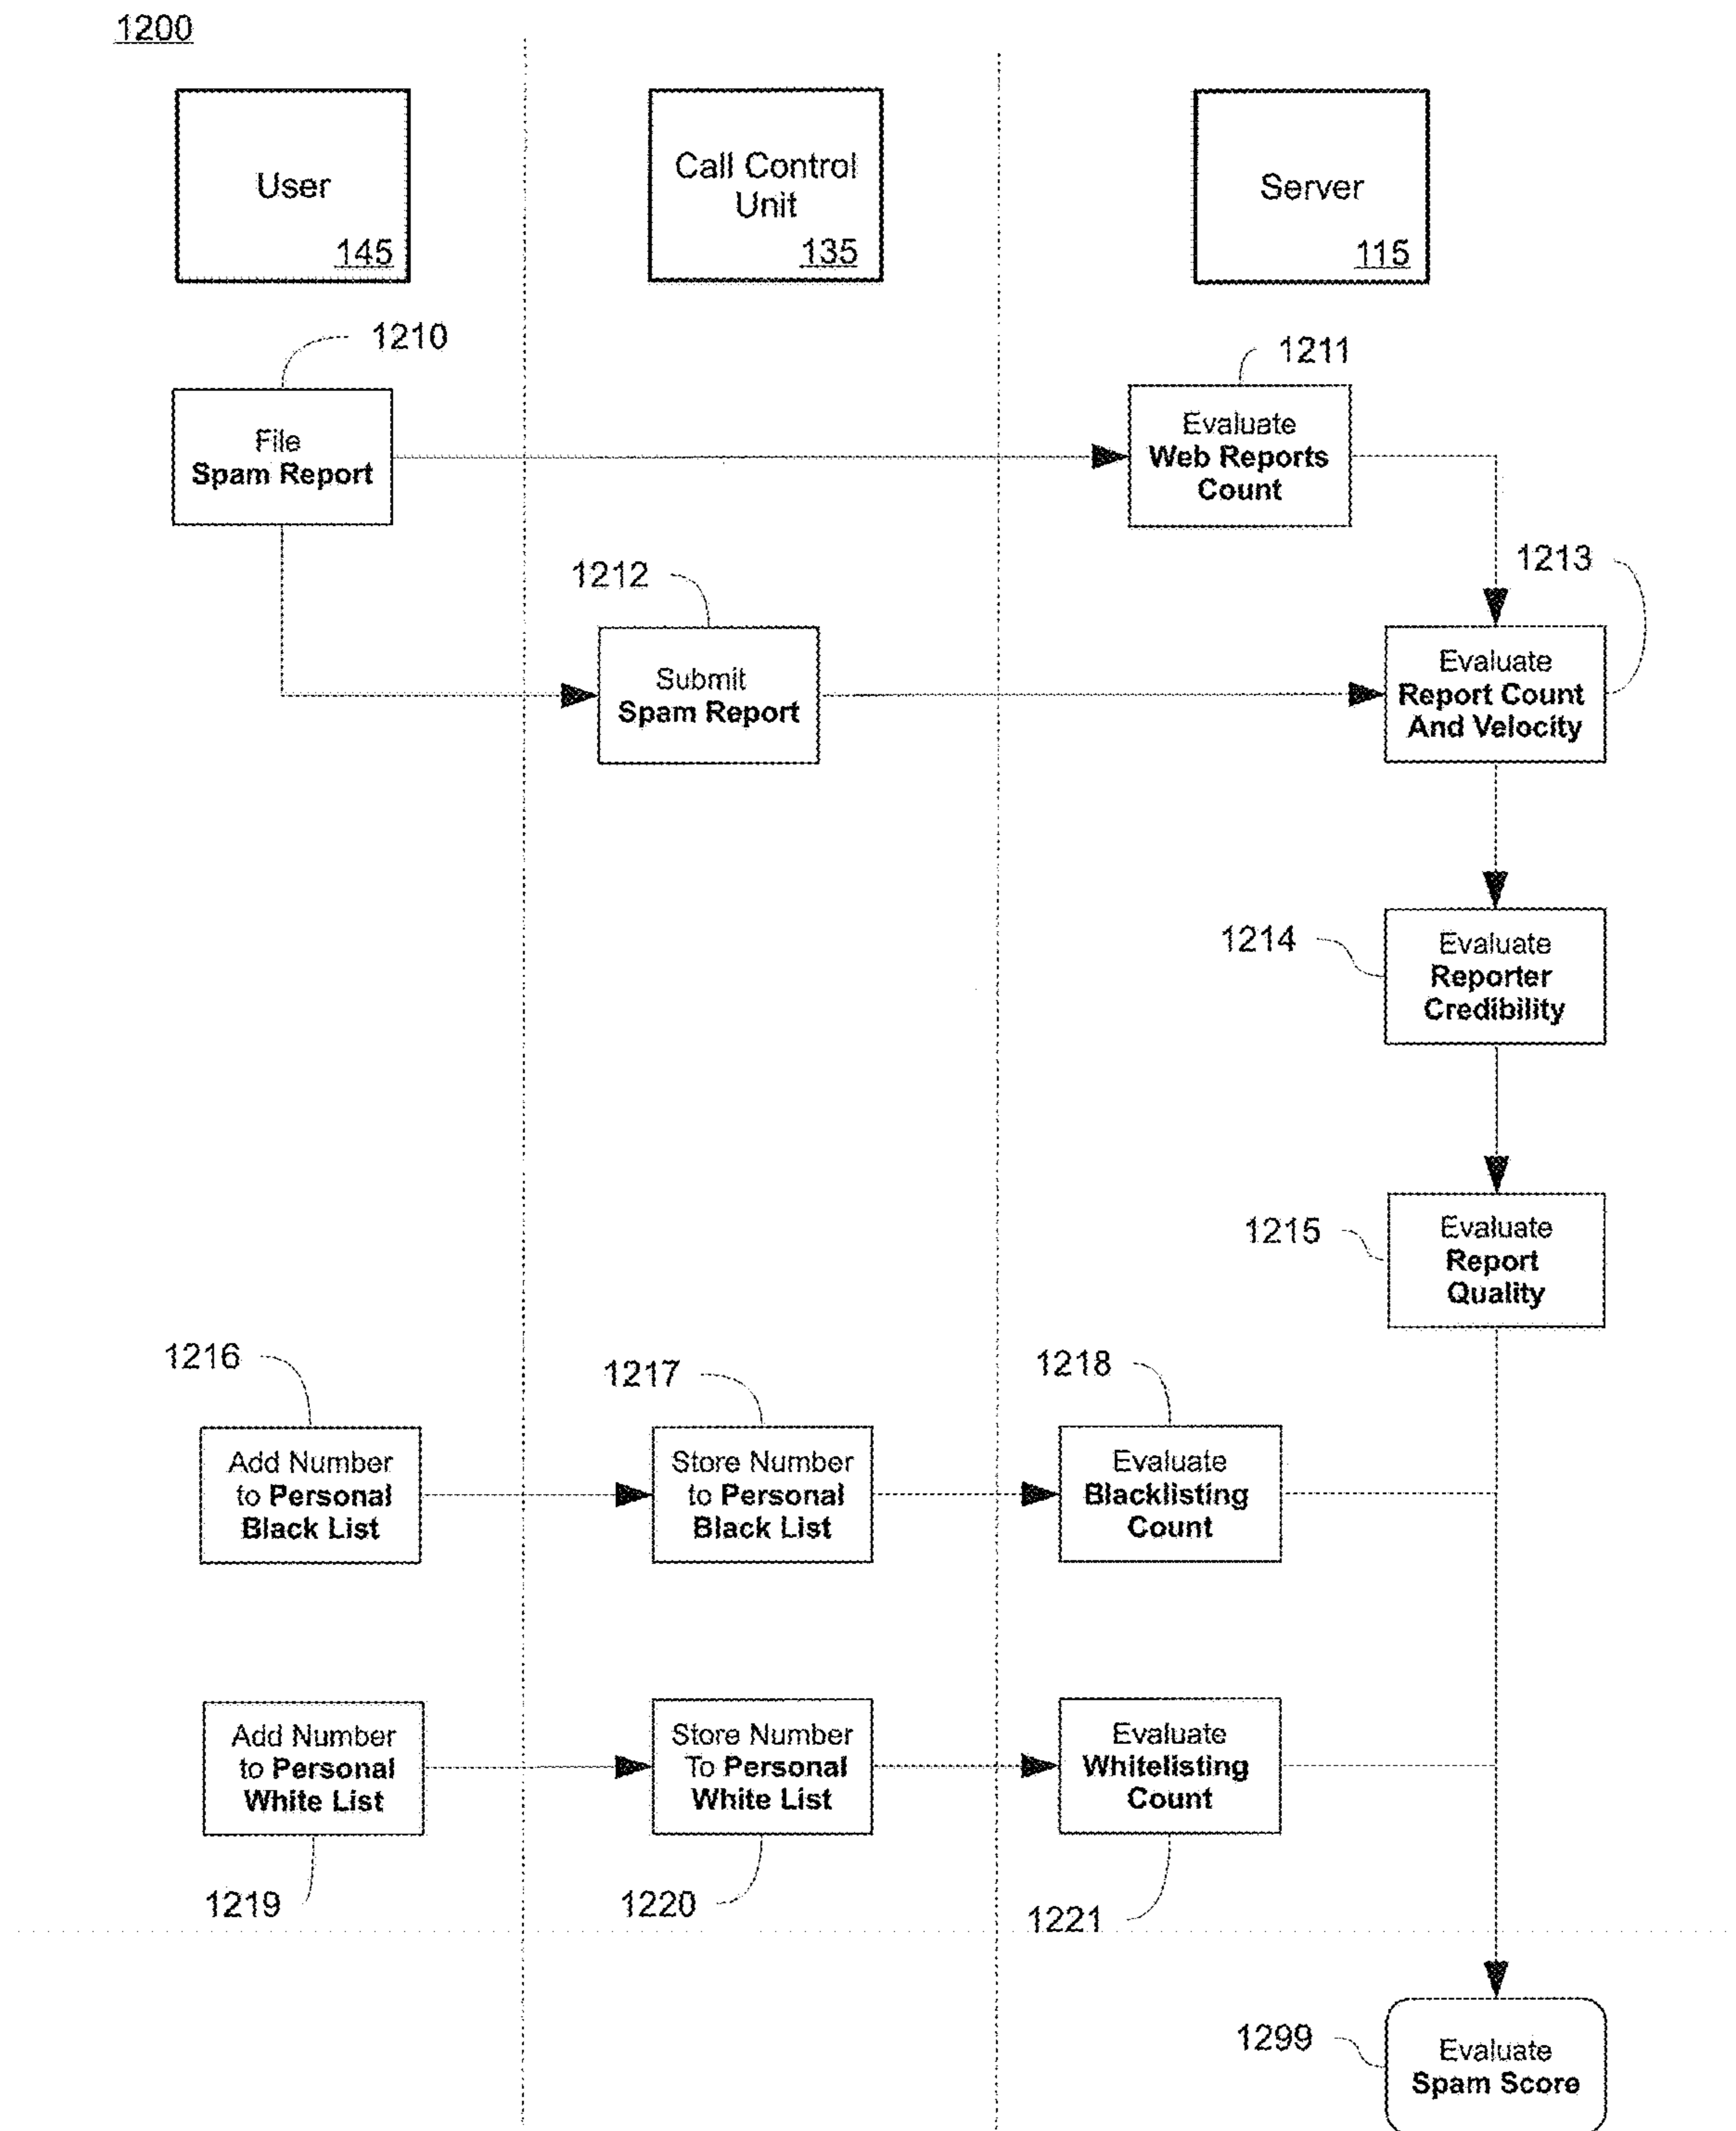 1200
User
145
Call Control
Unit
135
Server
115
1210
1211
File
Spam Report
Evaluate
Web Reports
Count
1212
1213
Submit
Spam Report
Evaluate
Report Count
And Velocity
1214
Evaluate
Reporter
Credibility
1215
Evaluate
Report
Quality
1216
1217
1218
Add Number
to Personal
Black List
Store Number
to Personal
Black List
Evaluate
Blacklisting
Count
Add Number
to Personal
White List
Store Number
To Personal
White List
Evaluate
Whitelisting
Count
1219
1220
1221
1299
Evaluate
Spam Score